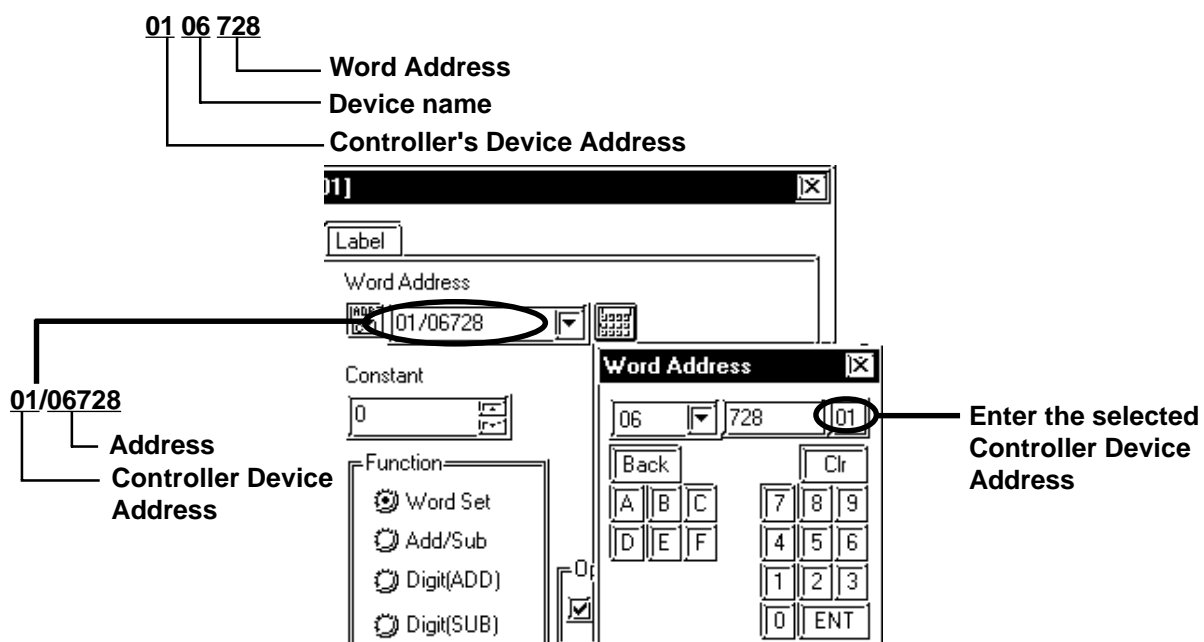 01 06 728
Word Address
Device name
Controller's Device Address
01]
Label
Word Address
01/06728
Constant
0
Function
Word Set
Add/Sub
Digit(ADD)
Digit(SUB)
Word Address
06 728 01
Back Clr
A B C 7 8 9
D E F 4 5 6
1 2 3
0 ENT
01/06728
Address
Controller Device
Address
Enter the selected
Controller Device
Address